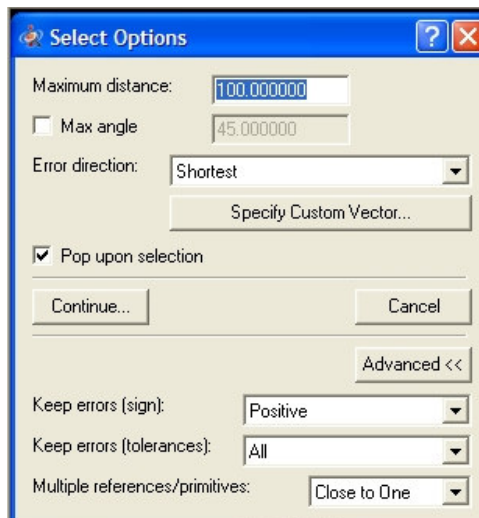 Select Options
Maximum distance: 100.000000
Max angle 45.000000
Error direction: Shortest
Specify Custom Vector...
Pop upon selection
Continue... Cancel
Advanced <<
Keep errors (sign): Positive
Keep errors (tolerances): All
Multiple references/primitives: Close to One